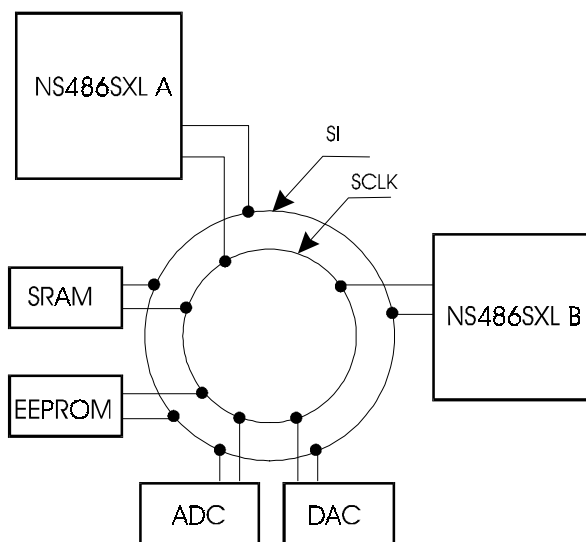 NS486SXL A
SI
SCLK
SRAM
NS486SXL B
EEPROM
ADC
DAC